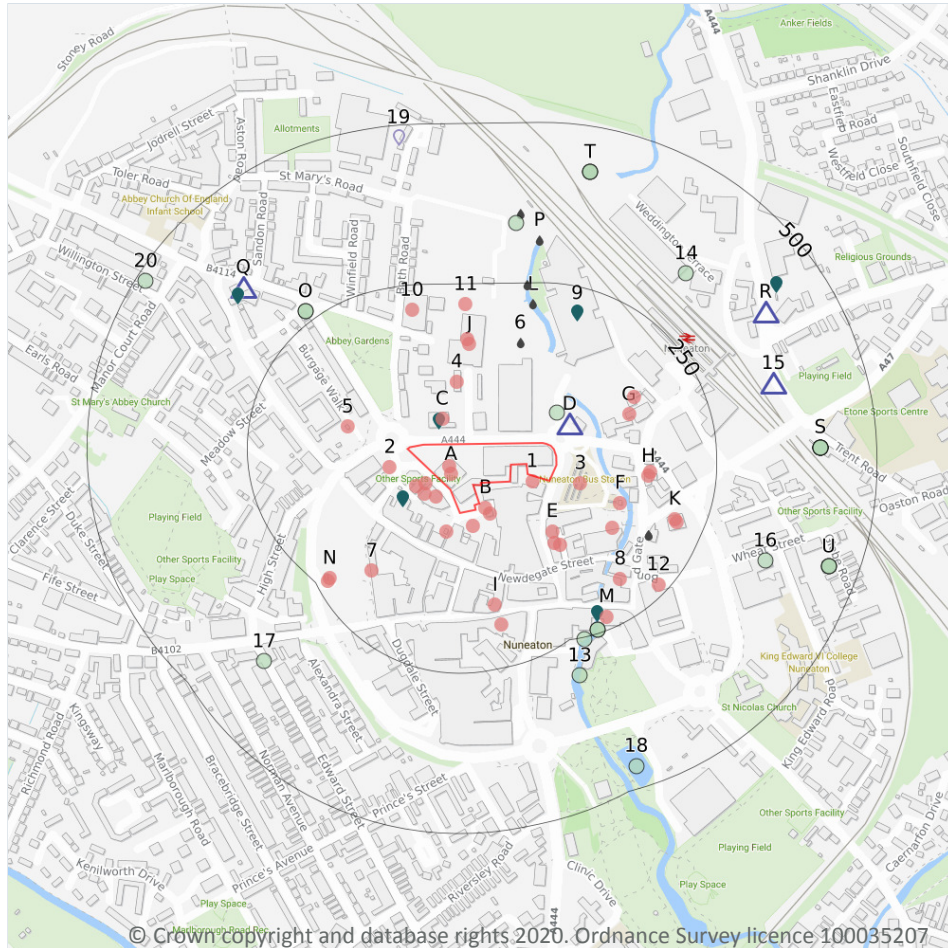 A444
Anker Fields
Stoney Road
Shanklin Drive
Eastfield Road
Southfield Close
Westfield Close
19
Jodrell Street
Aston Road
Allotments
T
Toler Road
St Mary's Road
Abbey Church Of England
Infant School
Sandon Road
Weddington Terrace
P
500
Religious Grounds
Willington Street
20
B4114
Q
O
Winfield Road
Bath Road
10
11
L
9
14
R
J
6
Nuneaton
250
A47
Manor Court Road
Earls Road
Burgage Walk
Abbey Gardens
4
15
Playing Field
St Mary's Abbey Church
Meadow Street
5
C
D
G
Etone Sports Centre
A444
S
Trent Road
2
A
1
3
H
A444
Other Sports Facility
B
Nuneaton Bus Station
F
K
Oaston Road
Other Sports Facility
Clarence Street
Duke Street
Playing Field
Other Sports Facility
Play Space
High Street
E
16
U
Wheat Street
Fife Street
N
7
Newdegate Street
8
12
I
M
B4102
17
Nuneaton
13
King Edward VI College
Nuneaton
Dugdale Street
Alexandra Street
St Nicolas Church
King Edward Road
Richmond Road
Kingsway
Marlborough Road
Bracebridge Street
Norman Avenue
Edward Street
Prince's Street
18
Other Sports Facility
Playing Field
Prince's Avenue
Riversley Road
Kenilworth Drive
Clinic Drive
Play Space
Caernarfon Drive
Play Space
Marlborough Road Rec
A444
© Crown copyright and database rights 2020. Ordnance Survey licence 100035207